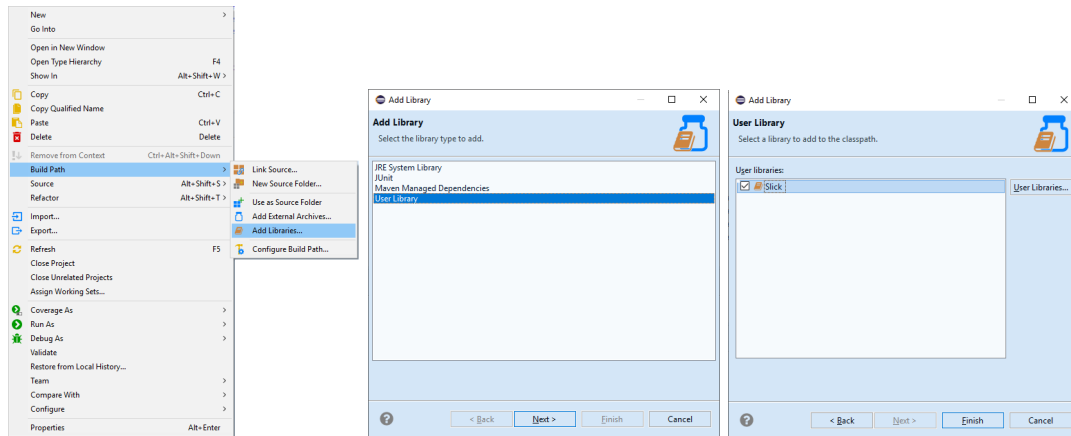 New >
Go Into
Open in New Window
Open Type Hierarchy F4
Show In Alt+Shift+W >
Copy Ctrl+C
Copy Qualified Name
Paste Ctrl+V
Delete Delete
Remove from Context Ctrl+Alt+Shift+Down
Build Path >
Source Alt+Shift+S >
Refactor Alt+Shift+T >
Import...
Export...
Refresh F5
Close Project
Close Unrelated Projects
Assign Working Sets...
Coverage As >
Run As >
Debug As >
Validate
Restore from Local History...
Team >
Compare With >
Configure >
Properties Alt+Enter
Link Source...
New Source Folder...
Use as Source Folder
Add External Archives...
Add Libraries...
Configure Build Path...
Add Library
Add Library
Select the library type to add.
JRE System Library
JUnit
Maven Managed Dependencies
User Library
< Back Next > Finish Cancel
Add Library
User Library
Select a library to add to the classpath.
User libraries:
Slick
User Libraries...
< Back Next > Finish Cancel